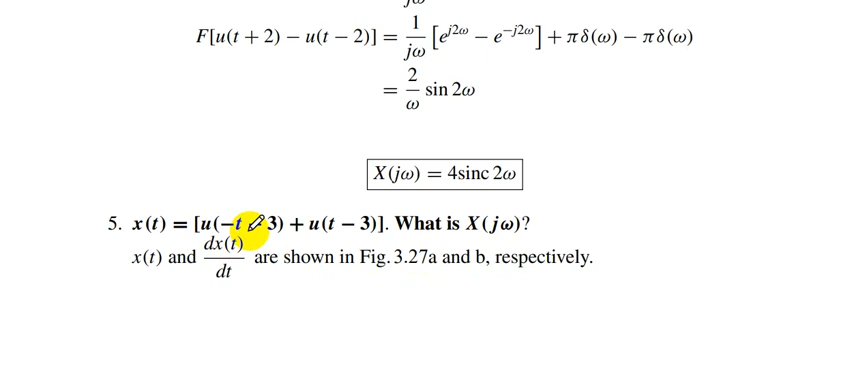 F[u(t + 2) − u(t − 2)] = 1/jω [e^{j2ω} − e^{−j2ω}] + πδ(ω) − πδ(ω)
= 2/ω sin 2ω
X(jω) = 4sinc 2ω
5. x(t) = [u(−t 3) + u(t − 3)]. What is X(jω)?
x(t) and dx(t)/dt are shown in Fig. 3.27a and b, respectively.